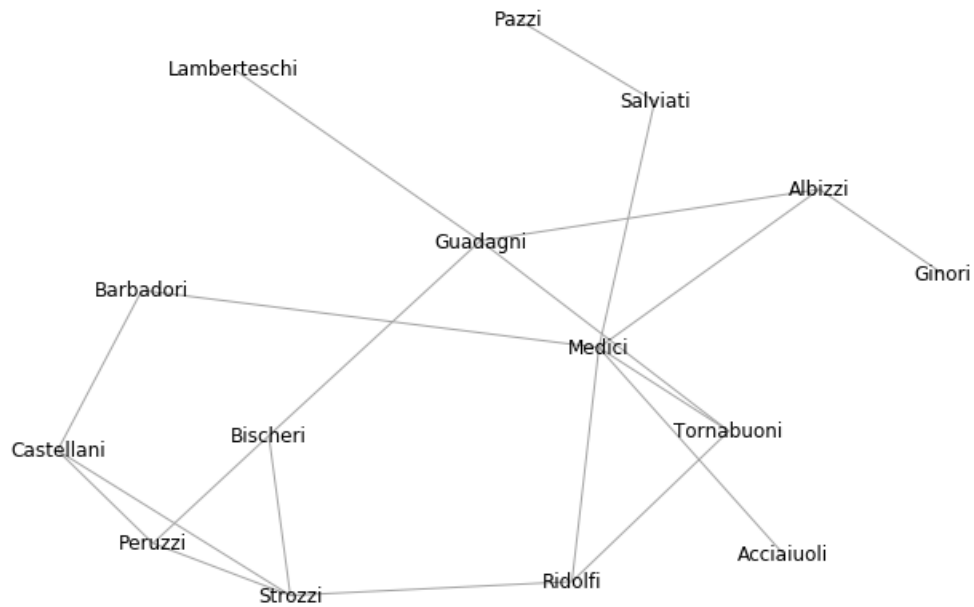 Pazzi
Lamberteschi
Salviati
Albizzi
Guadagni
Ginori
Barbadori
Medici
Tornabuoni
Bischeri
Castellani
Peruzzi
Acciaiuoli
Ridolfi
Strozzi